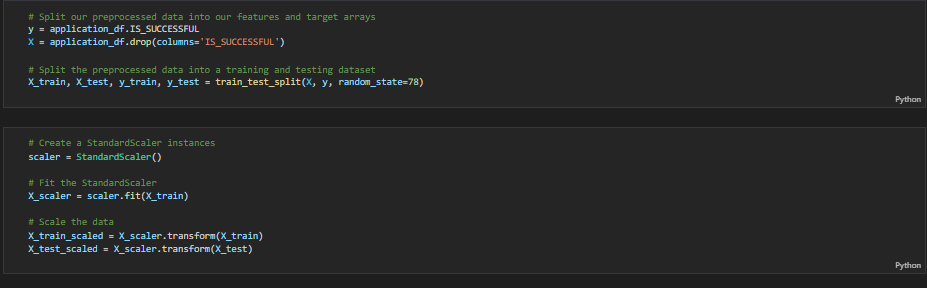 # Split our preprocessed data into our features and target arrays
y = application_df.IS_SUCCESSFUL
X = application_df.drop(columns='IS_SUCCESSFUL')
# Split the preprocessed data into a training and testing dataset
X_train, X_test, y_train, y_test = train_test_split(X, y, random_state=78)
Python
# Create a StandardScaler instances
scaler = StandardScaler()
# Fit the StandardScaler
X_scaler = scaler.fit(X_train)
# Scale the data
X_train_scaled = X_scaler.transform(X_train)
X_test_scaled = X_scaler.transform(X_test)
Python